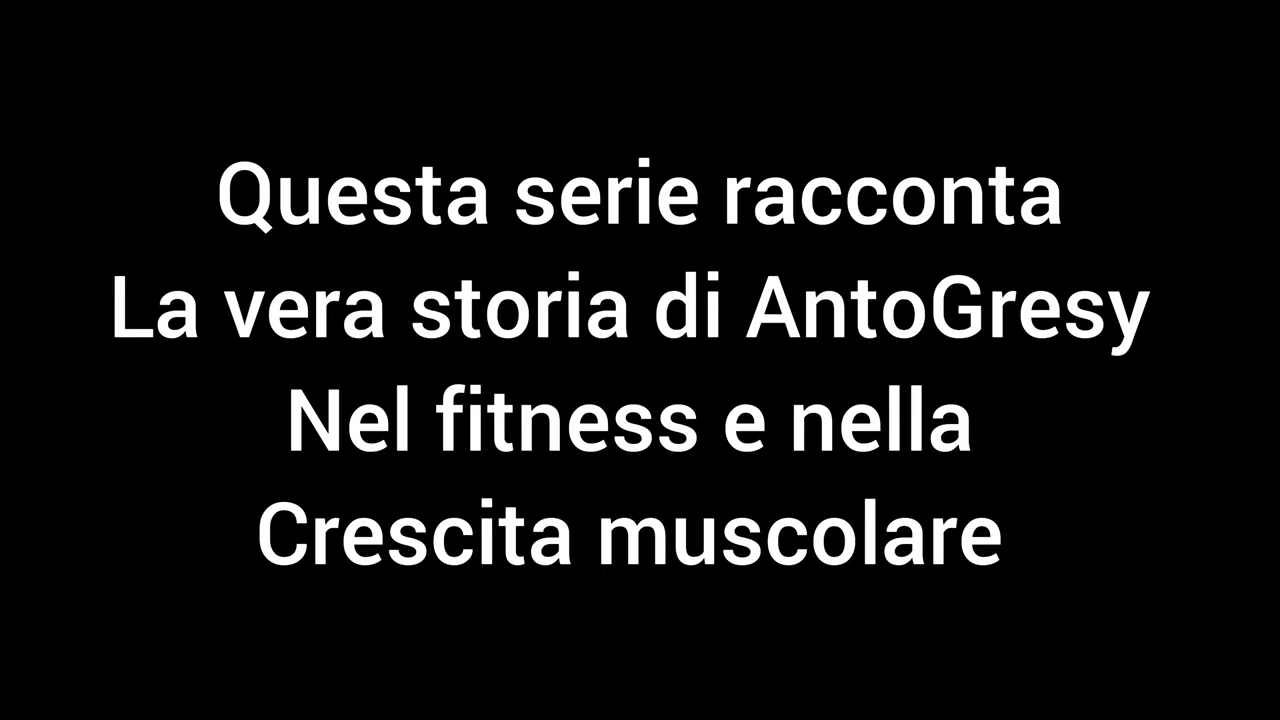 Questa serie racconta
La vera storia di AntoGresy
Nel fitness e nella
Crescita muscolare